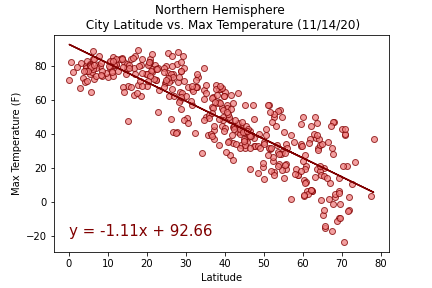 Northern Hemisphere
City Latitude vs. Max Temperature (11/14/20)
Max Temperature (F)
80
60
40
20
0
−20
y = -1.11x + 92.66
0 10 20 30 40 50 60 70 80
Latitude